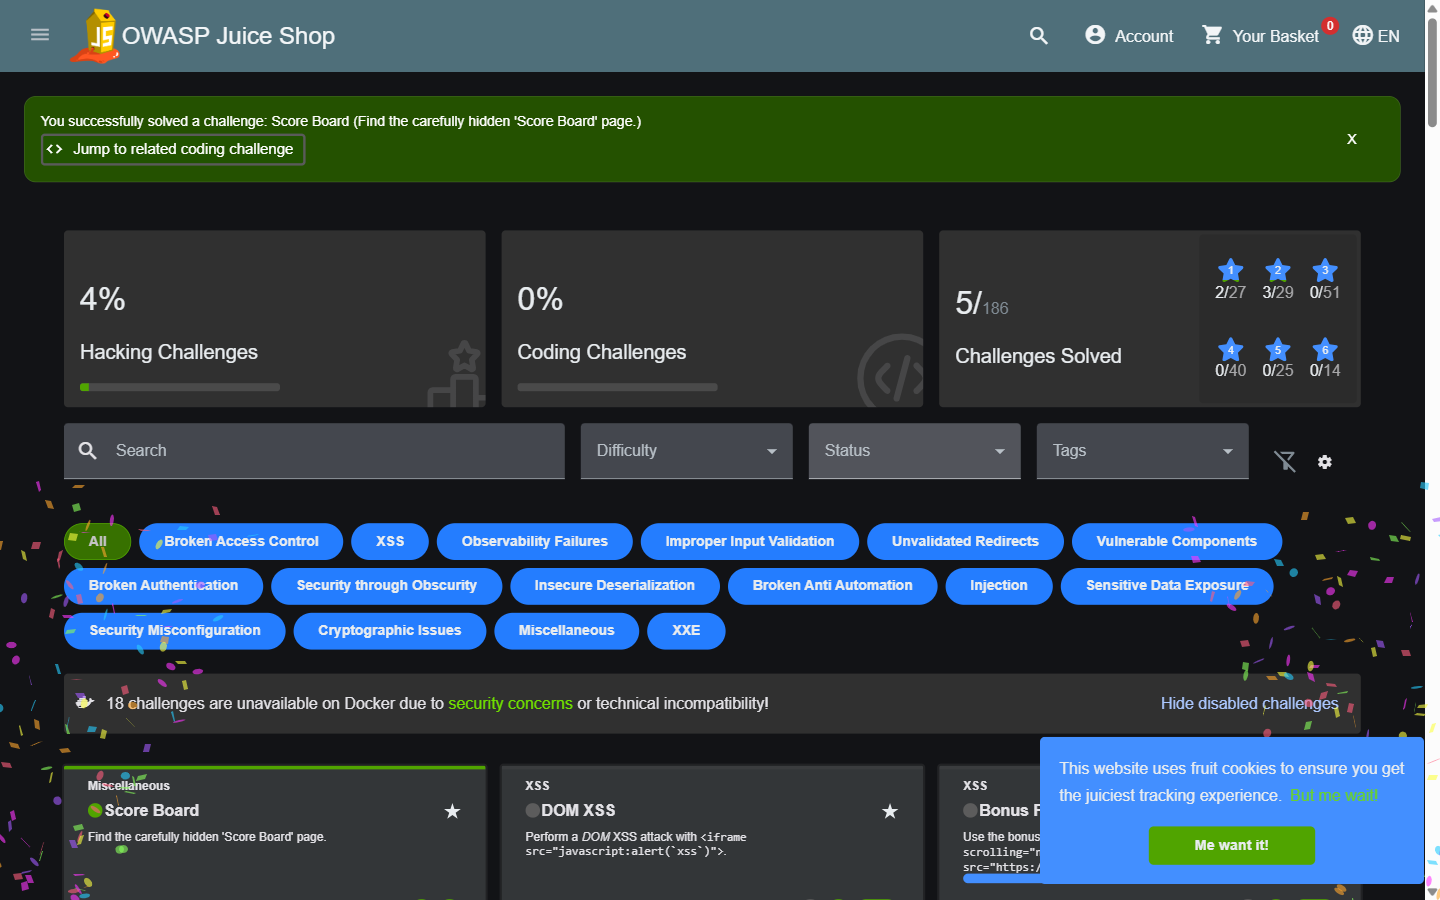 OWASP Juice Shop
Account
Your Basket
0
EN
You successfully solved a challenge: Score Board (Find the carefully hidden 'Score Board' page.)
<> Jump to related coding challenge
X
4%
Hacking Challenges
0%
Coding Challenges
5/186
Challenges Solved
1 2 3
2/27 3/29 0/51
4 5 6
0/40 0/25 0/14
Search
Difficulty
Status
Tags
All
Broken Access Control
XSS
Observability Failures
Improper Input Validation
Unvalidated Redirects
Vulnerable Components
Broken Authentication
Security through Obscurity
Insecure Deserialization
Broken Anti Automation
Injection
Sensitive Data Exposure
Security Misconfiguration
Cryptographic Issues
Miscellaneous
XXE
18 challenges are unavailable on Docker due to security concerns or technical incompatibility!
Hide disabled challenges
Miscellaneous
Score Board
Find the carefully hidden 'Score Board' page.
XSS
DOM XSS
Perform a DOM XSS attack with <iframe
src="javascript:alert(`xss`)">.
XSS
Bonus
Use the bonus
src="https:/
This website uses fruit cookies to ensure you get
the juiciest tracking experience. But me wait!
Me want it!